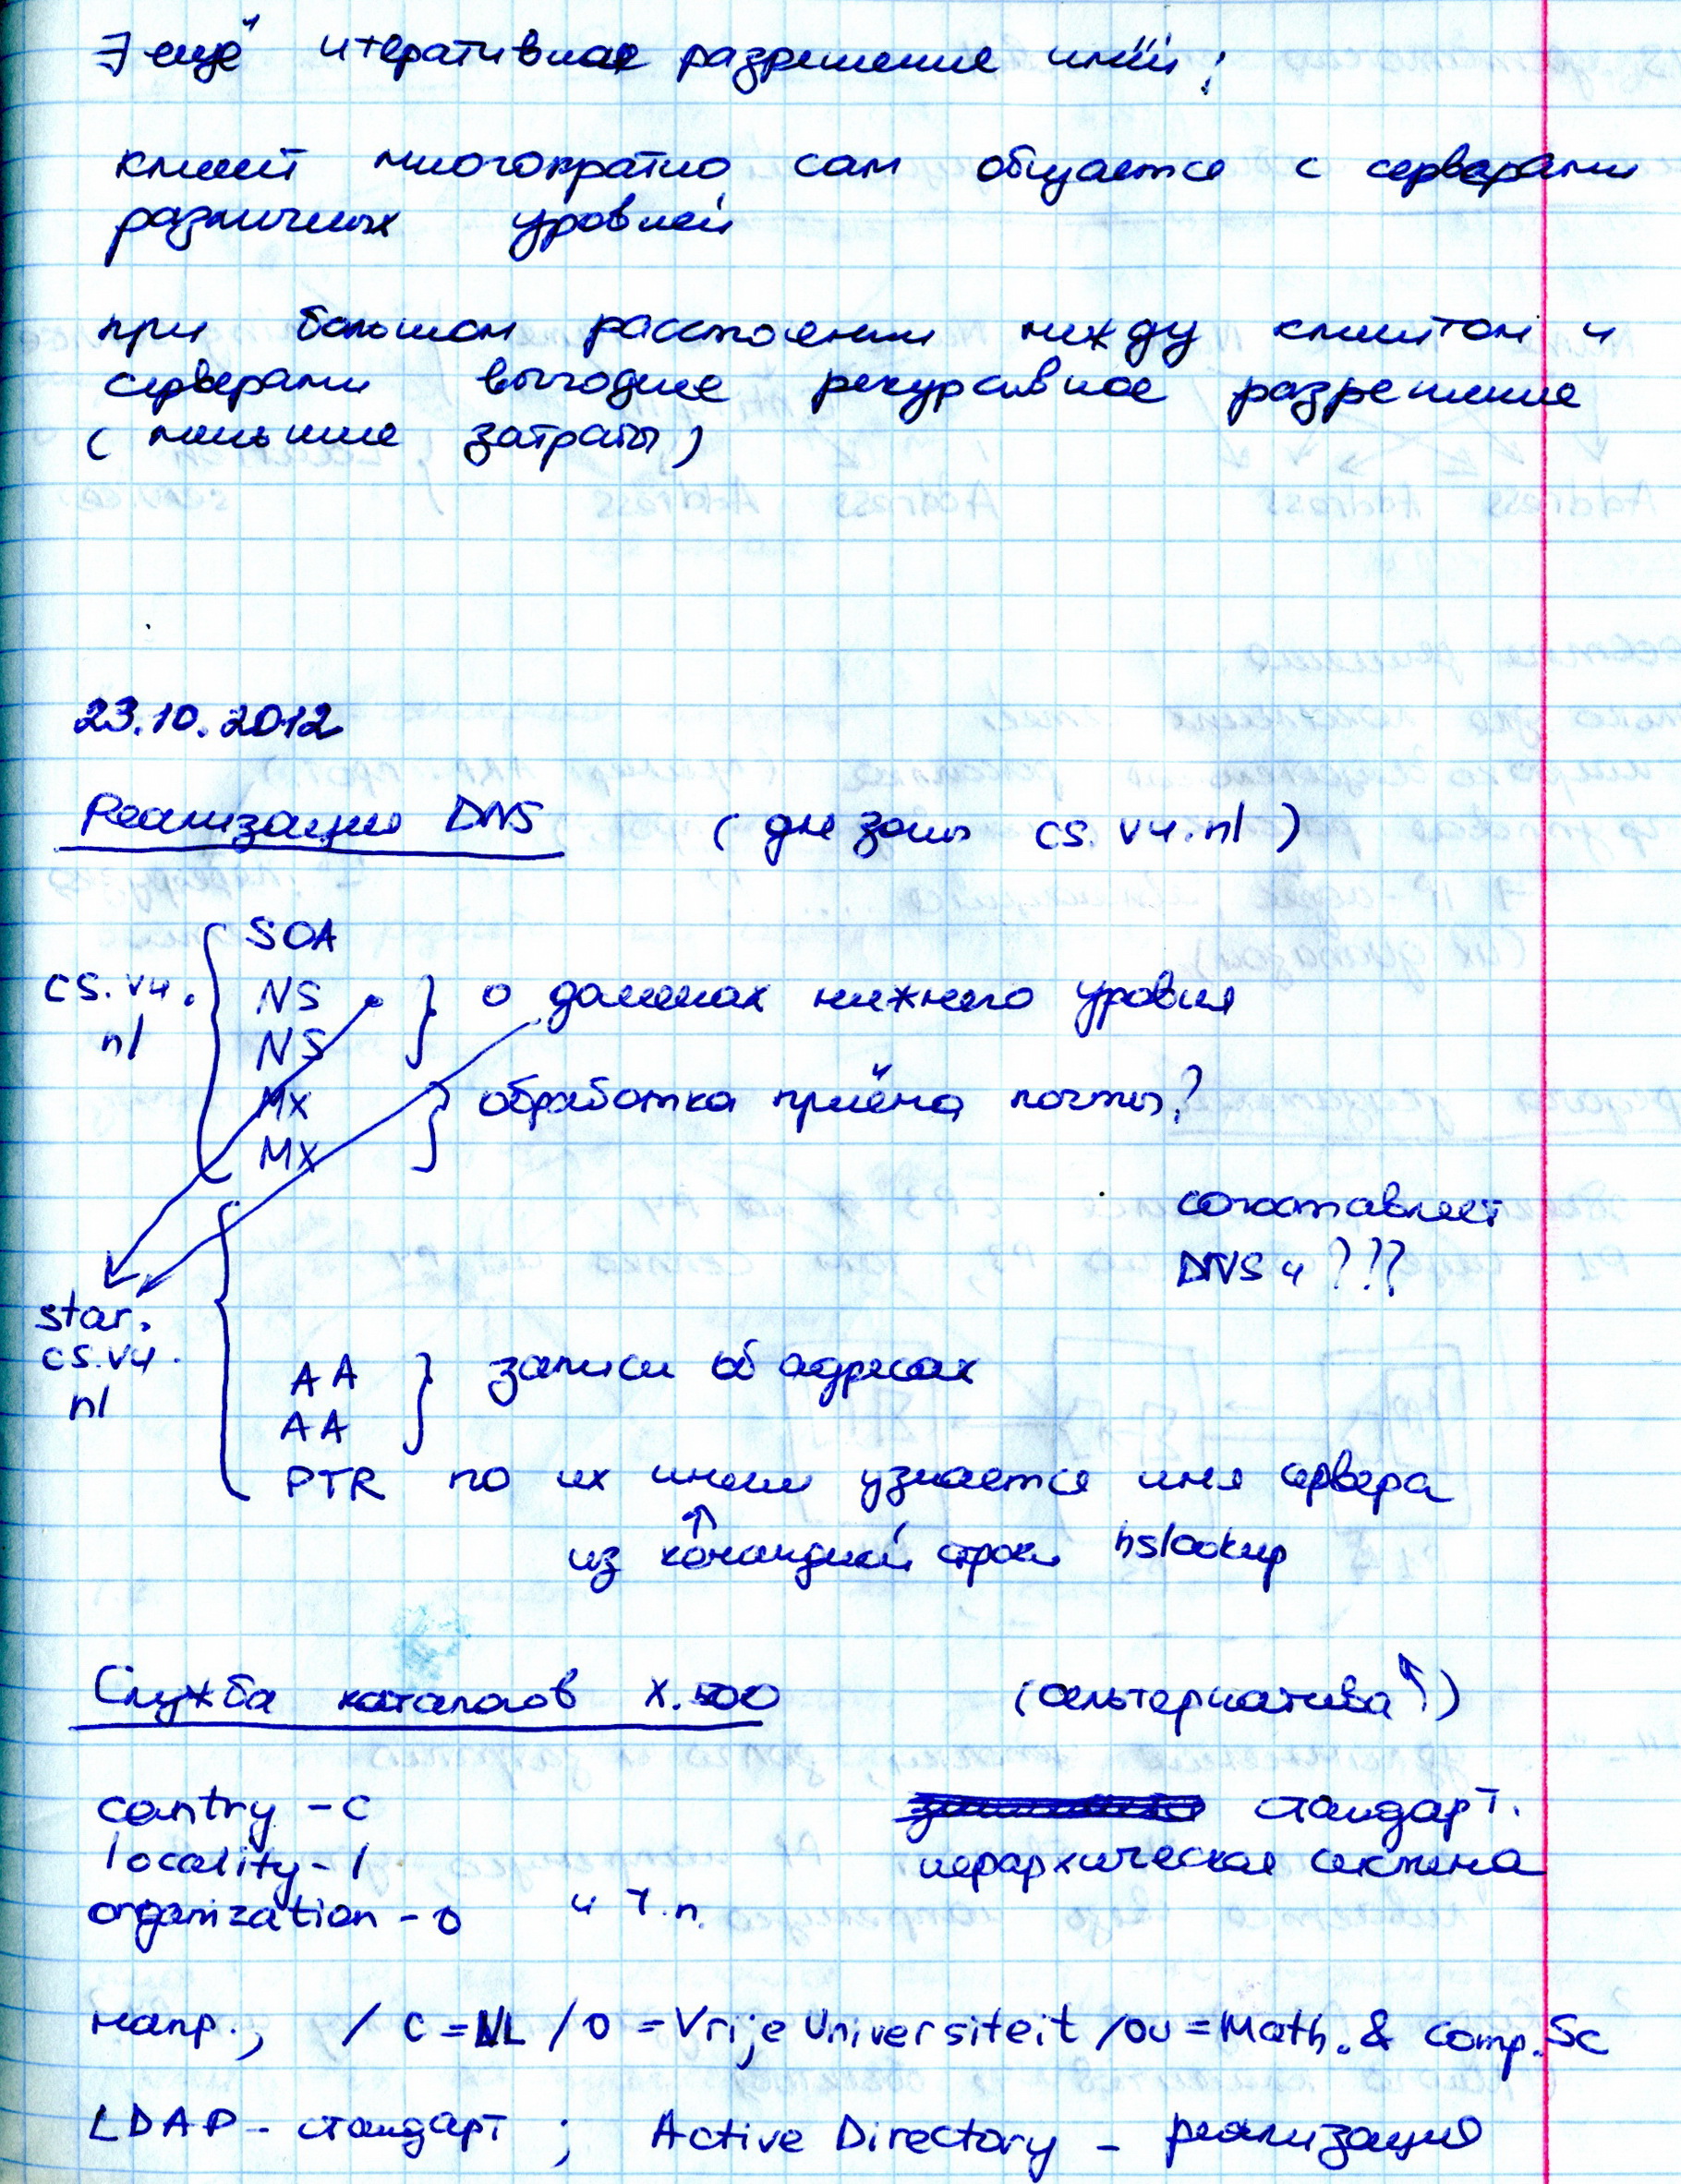 ∃ ещё итеративное разрешение имён:
клиент многократно сам общается с серверами
различных уровней
при большом расстоянии между клиентом и
серверами выгоднее рекурсивное разрешение
(меньшие затраты)
23.10.2012
Реализация DNS (для зоны cs.vu.nl)
SOA
cs.vu. NS } о доменах нижнего уровня
nl NS
MX } обработка приёма почты?
MX
сопоставляет
DNS и ???
star.
cs.vu. AA } записи об адресах
nl AA
PTR по их имени узнаётся имя сервера
↑
из командной строки nslookup
Служба каталогов X.500 (альтернатива ↑)
country - c стандарт.
locality - l иерархическая система
organization - o и т.п.
напр., / C = NL / O = Vrije Universiteit / OU = Math. & Comp. Sc
LDAP - стандарт ; Active Directory - реализация